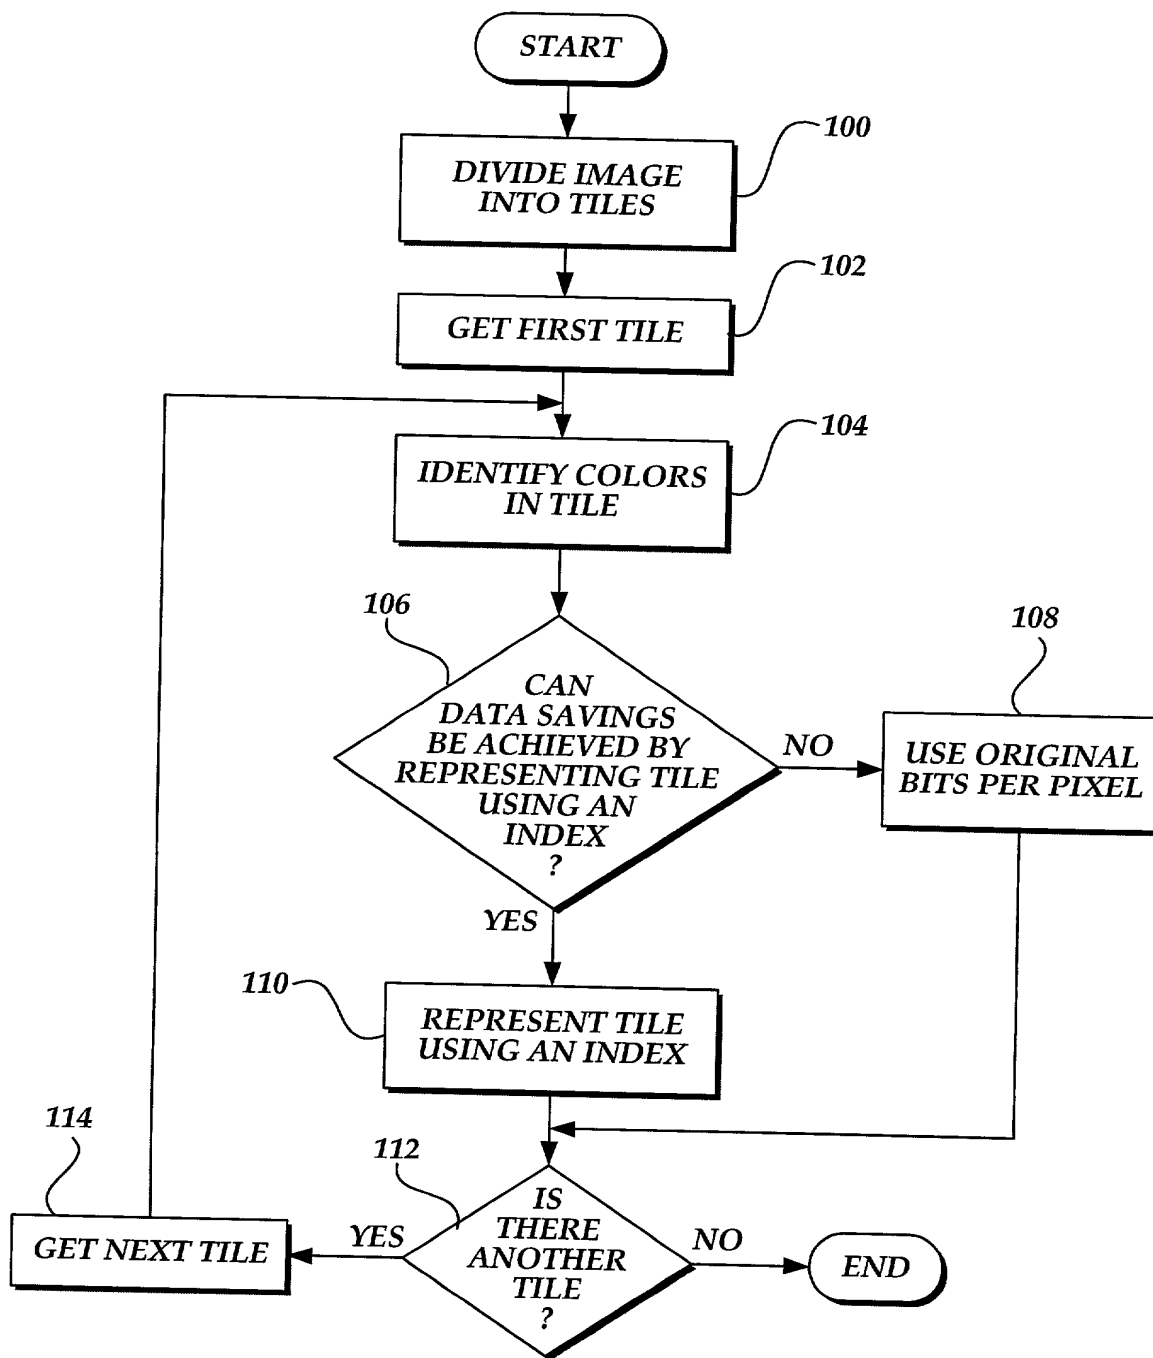 START
100
DIVIDE IMAGE
INTO TILES
102
GET FIRST TILE
104
IDENTIFY COLORS
IN TILE
106
CAN
DATA SAVINGS
BE ACHIEVED BY
REPRESENTING TILE
USING AN
INDEX
?
NO
108
USE ORIGINAL
BITS PER PIXEL
YES
110
REPRESENT TILE
USING AN INDEX
112
IS
THERE
ANOTHER
TILE
?
YES
114
GET NEXT TILE
NO
END